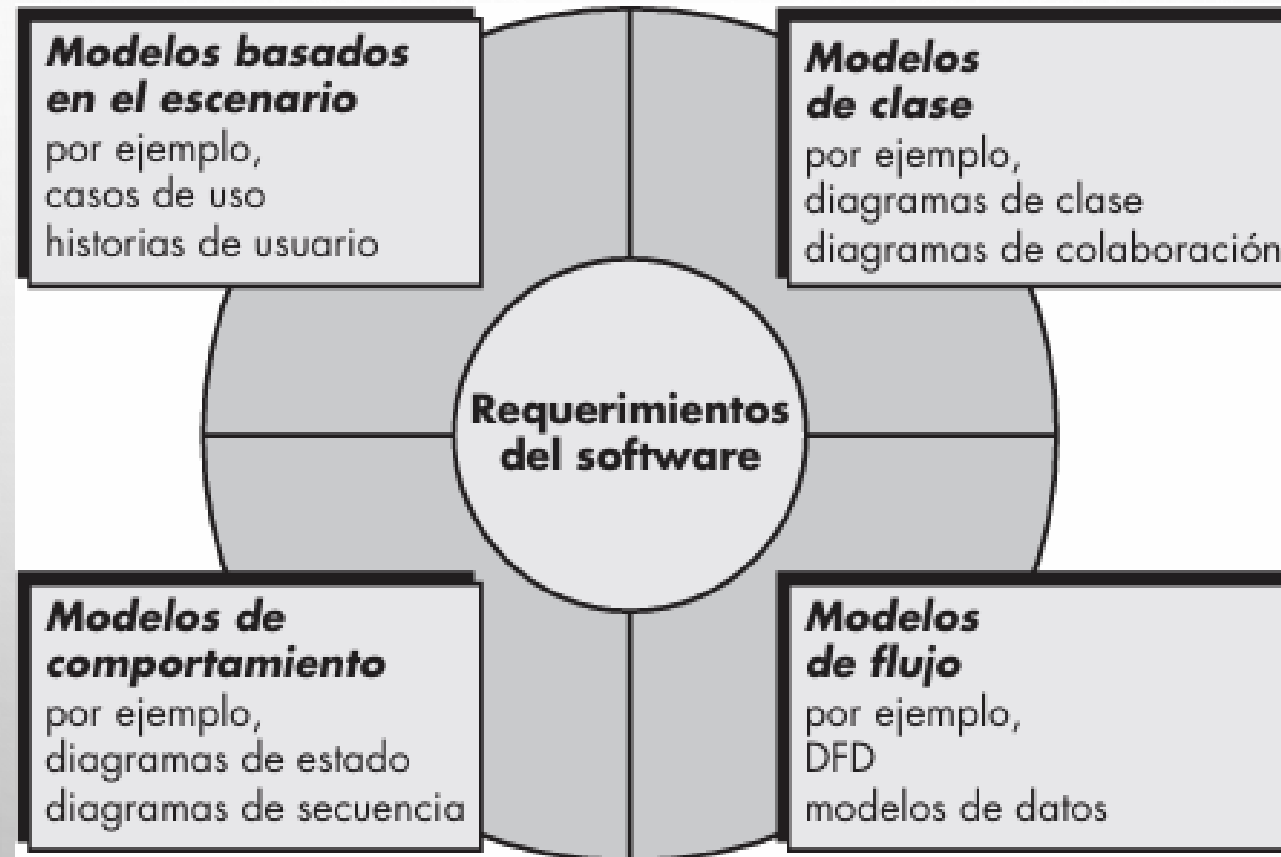 Modelos basados
en el escenario
por ejemplo,
casos de uso
historias de usuario
Modelos
de clase
por ejemplo,
diagramas de clase
diagramas de colaboración
Requerimientos
del software
Modelos de
comportamiento
por ejemplo,
diagramas de estado
diagramas de secuencia
Modelos
de flujo
por ejemplo,
DFD
modelos de datos